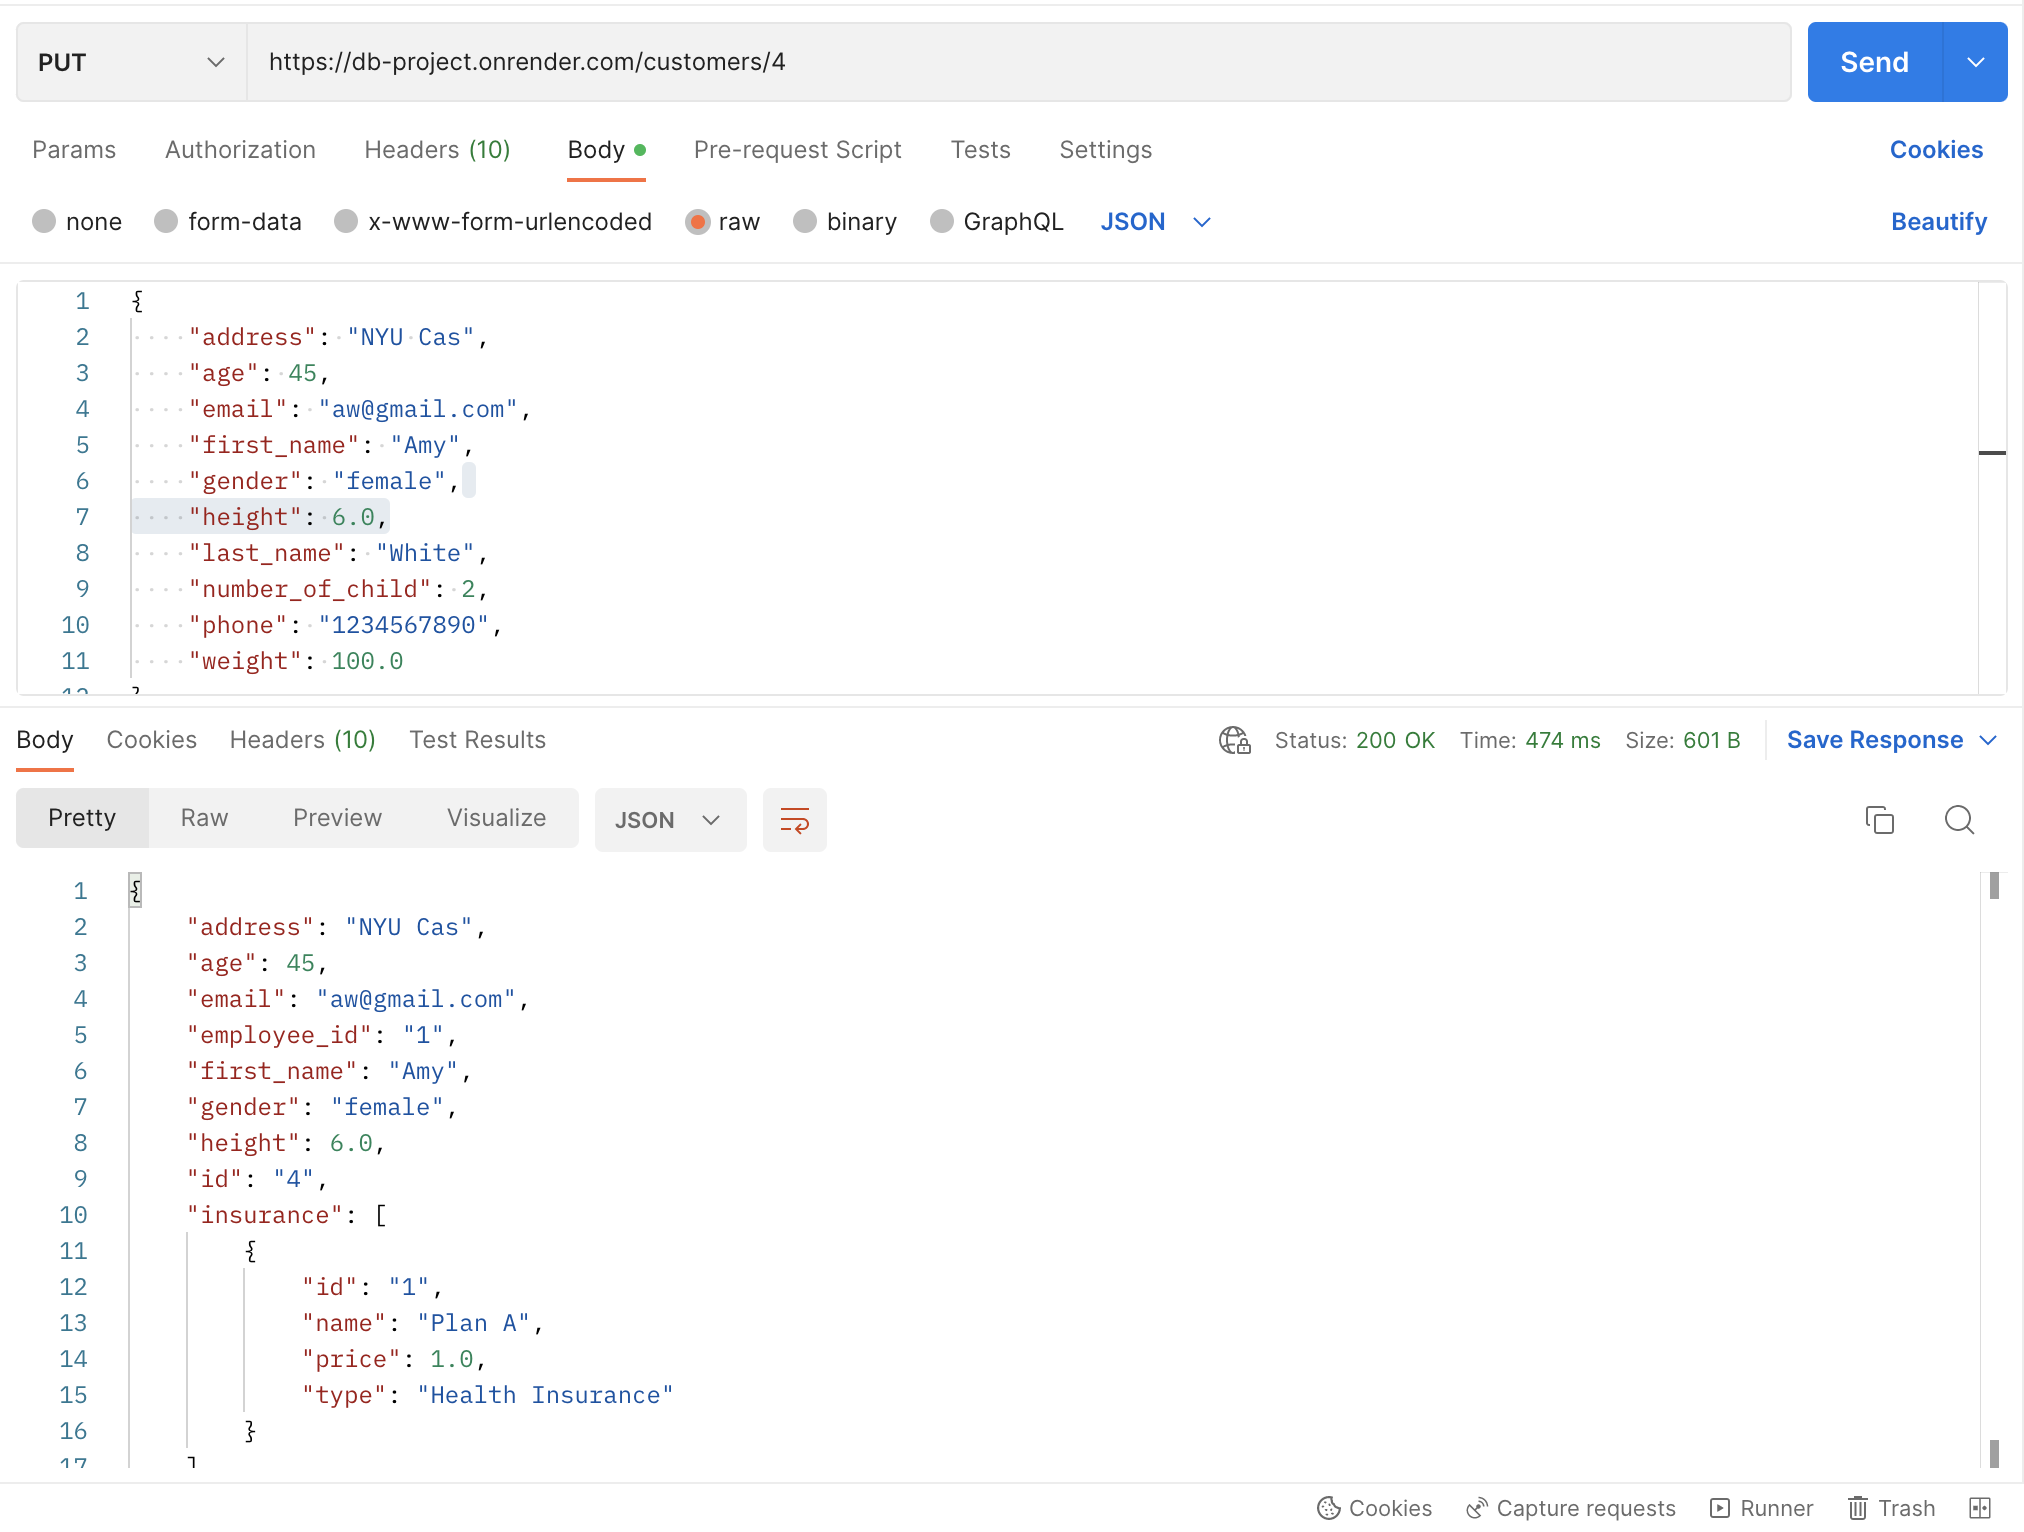 PUT https://db-project.onrender.com/customers/4 Send
Params Authorization Headers (10) Body Pre-request Script Tests Settings Cookies
none form-data x-www-form-urlencoded raw binary GraphQL JSON Beautify
1 {
2 "address": "NYU Cas",
3 "age": 45,
4 "email": "aw@gmail.com",
5 "first_name": "Amy",
6 "gender": "female",
7 "height": 6.0,
8 "last_name": "White",
9 "number_of_child": 2,
10 "phone": "1234567890",
11 "weight": 100.0
12 }
Body Cookies Headers (10) Test Results Status: 200 OK Time: 474 ms Size: 601 B Save Response
Pretty Raw Preview Visualize JSON
1 {
2 "address": "NYU Cas",
3 "age": 45,
4 "email": "aw@gmail.com",
5 "employee_id": "1",
6 "first_name": "Amy",
7 "gender": "female",
8 "height": 6.0,
9 "id": "4",
10 "insurance": [
11 {
12 "id": "1",
13 "name": "Plan A",
14 "price": 1.0,
15 "type": "Health Insurance"
16 }
17 ]
Cookies Capture requests Runner Trash